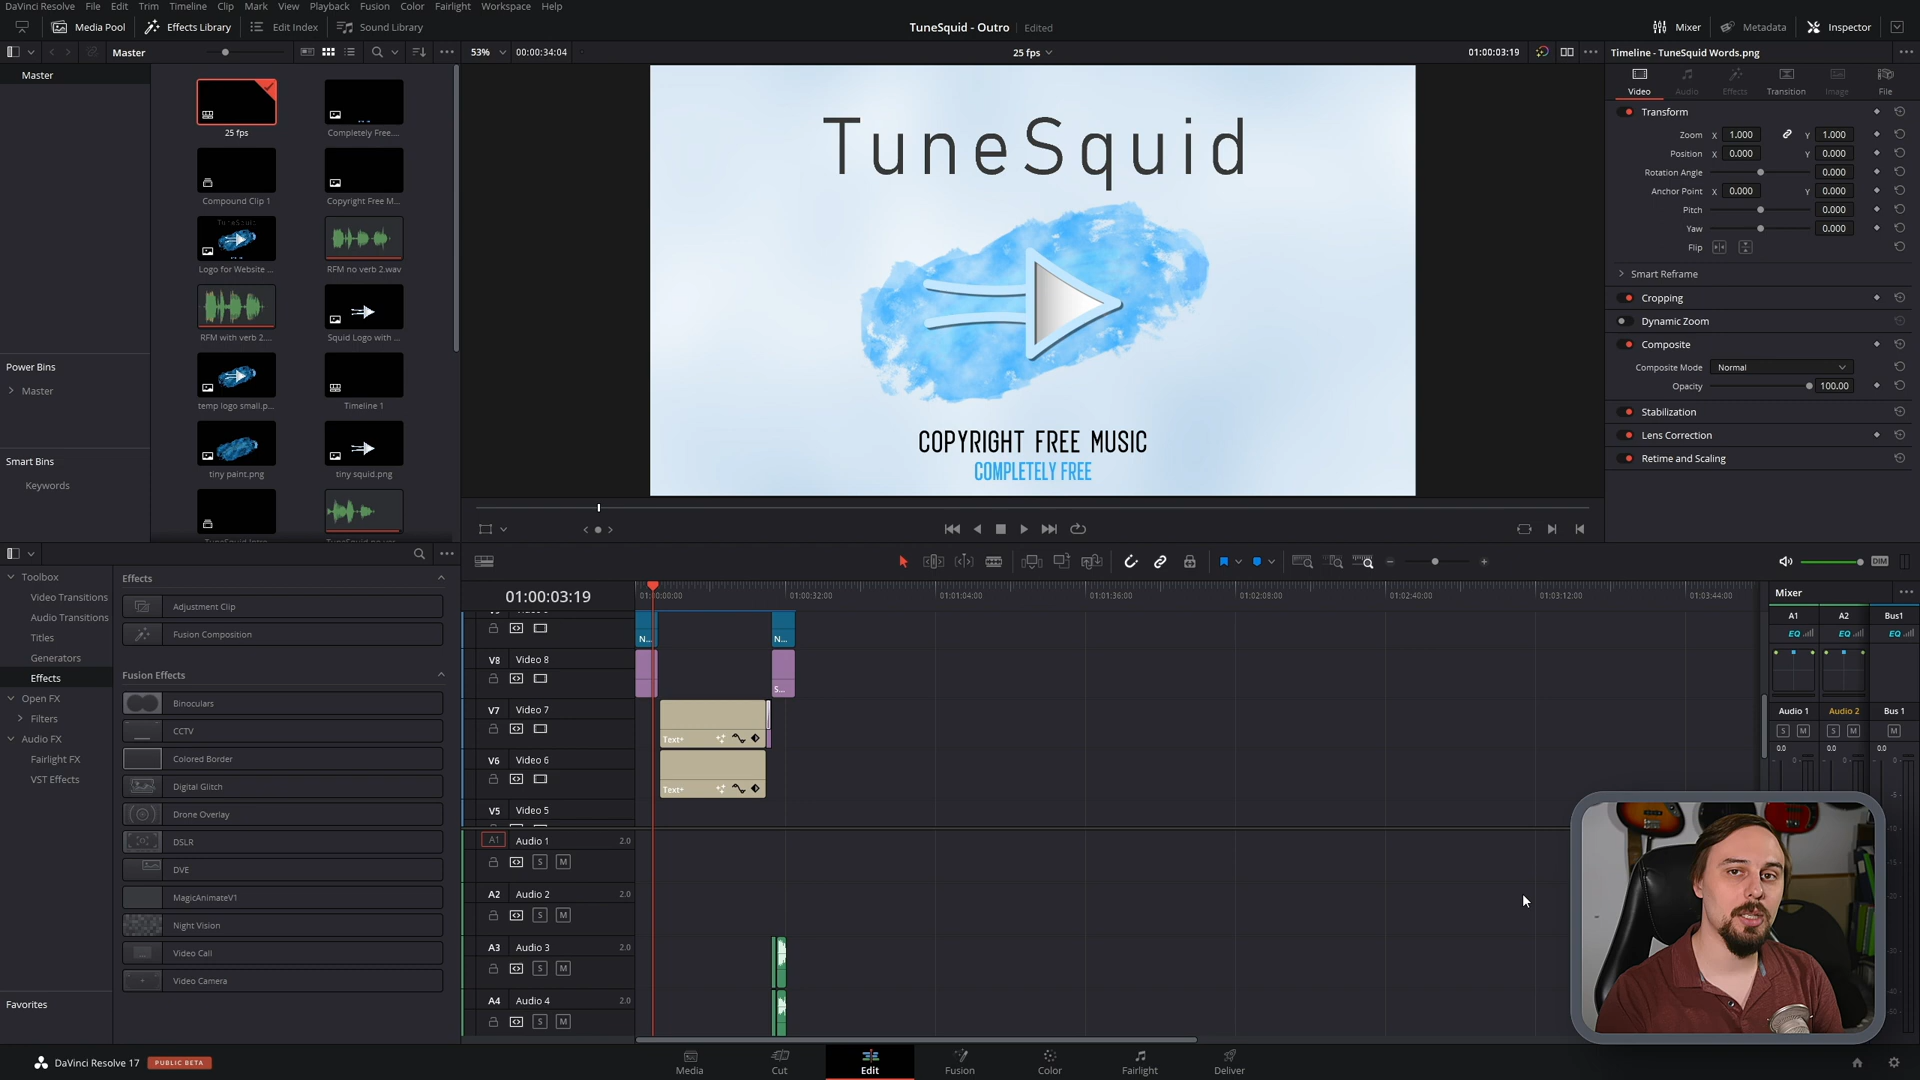 DaVinci Resolve File Edit Trim Timeline Clip Mark View Playback Fusion Color Fairlight Workspace Help
Media Pool Effects Library Edit Index Sound Library
TuneSquid - Outro Edited
Mixer Metadata Inspector
Master
53% 00:00:34:04 25 fps 01:00:03:19
Timeline - TuneSquid Words.png
Master
25 fps
Completely Free....
Compound Clip 1
Copyright Free M...
Logo for Website ...
RFM no verb 2.wav
RFM with verb 2....
Squid Logo with ...
temp logo small.p...
Timeline 1
tiny paint.png
tiny squid.png
Power Bins
Master
Smart Bins
Keywords
TuneSquid
COPYRIGHT FREE MUSIC
COMPLETELY FREE
Video Audio Effects Transition Image File
Transform
Zoom X 1.000 Y 1.000
Position X 0.000 Y 0.000
Rotation Angle 0.000
Anchor Point X 0.000 Y 0.000
Pitch 0.000
Yaw 0.000
Flip
Smart Reframe
Cropping
Dynamic Zoom
Composite
Composite Mode Normal
Opacity 100.00
Stabilization
Lens Correction
Retime and Scaling
Toolbox
Video Transitions
Audio Transitions
Titles
Generators
Effects
Open FX
Filters
Audio FX
Fairlight FX
VST Effects
Favorites
Effects
Adjustment Clip
Fusion Composition
Fusion Effects
Binoculars
CCTV
Colored Border
Digital Glitch
Drone Overlay
DSLR
DVE
MagicAnimateV1
Night Vision
Video Call
Video Camera
DIM
01:00:03:19
01:00:00:00 01:00:32:00 01:01:04:00 01:01:36:00 01:02:08:00 01:02:40:00 01:03:12:00 01:03:44:00
N... N...
V8 Video 8
S...
V7 Video 7
Text+
V6 Video 6
Text+
V5 Video 5
A1 Audio 1 2.0
S M
A2 Audio 2 2.0
S M
A3 Audio 3 2.0
S M
A4 Audio 4 2.0
S M
Mixer
A1 A2 Bus1
EQ EQ EQ
Audio 1 Audio 2 Bus 1
S M S M M
0.0 0.0 0.0
DaVinci Resolve 17 PUBLIC BETA
Media Cut Edit Fusion Color Fairlight Deliver